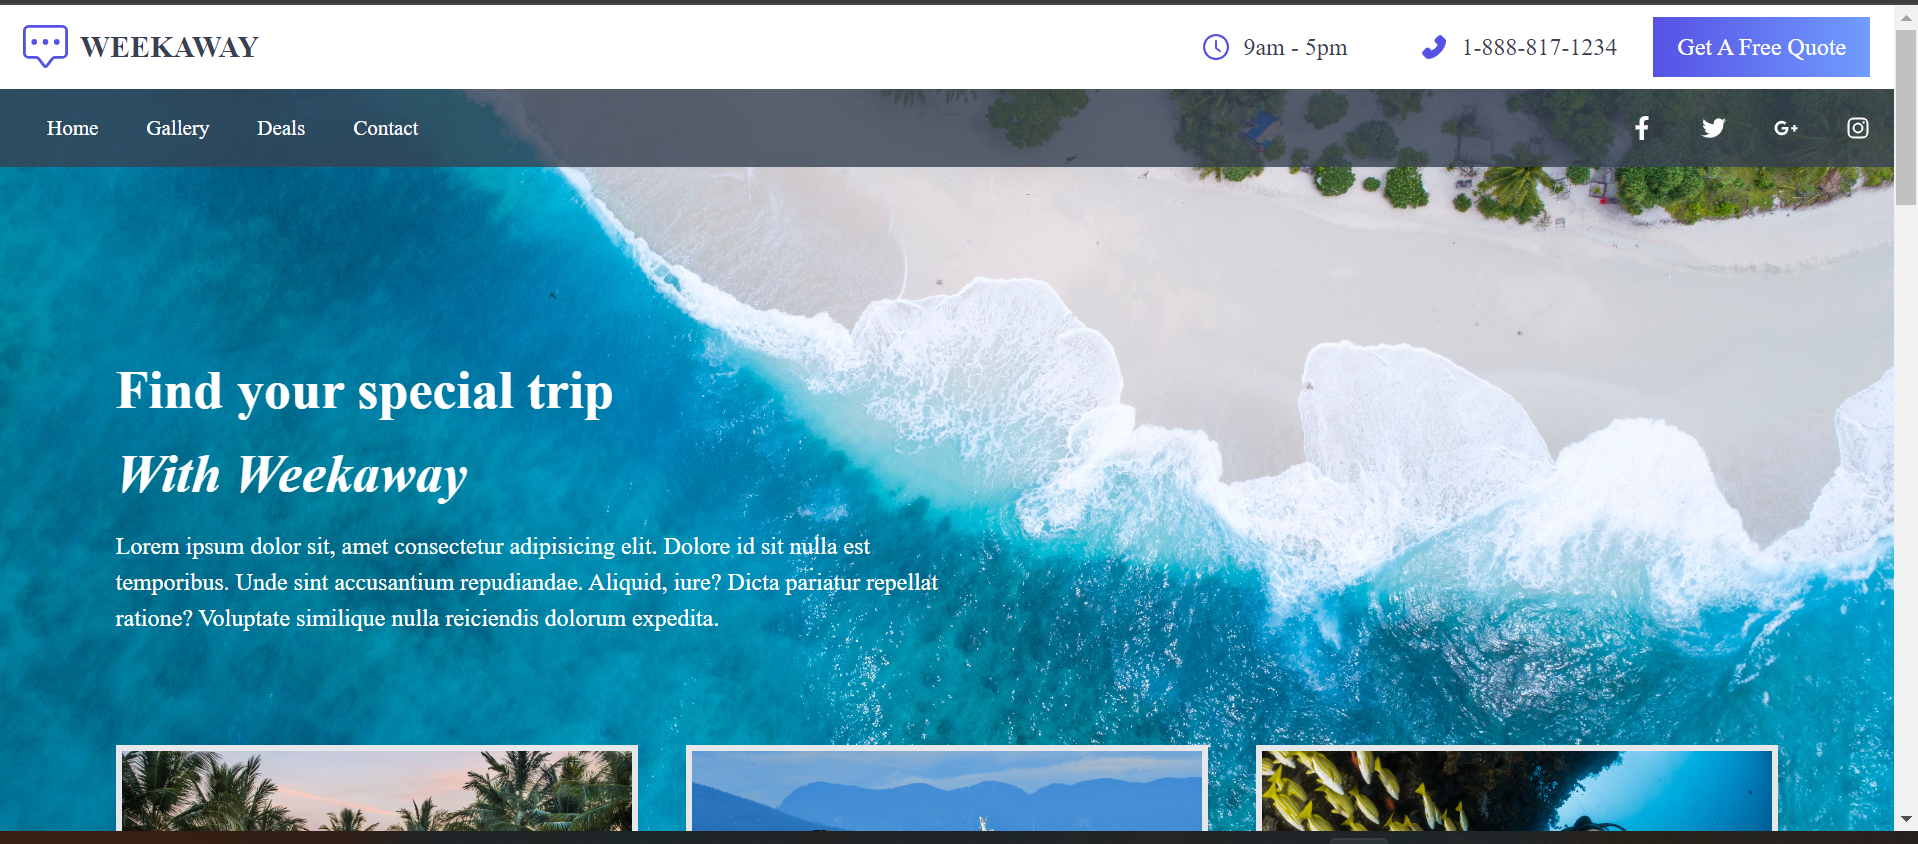 WEEKAWAY
9am - 5pm
1-888-817-1234
Get A Free Quote
Home
Gallery
Deals
Contact
G+
Find your special trip
With Weekaway
Lorem ipsum dolor sit, amet consectetur adipisicing elit. Dolore id sit nulla est
temporibus. Unde sint accusantium repudiandae. Aliquid, iure? Dicta pariatur repellat
ratione? Voluptate similique nulla reiciendis dolorum expedita.